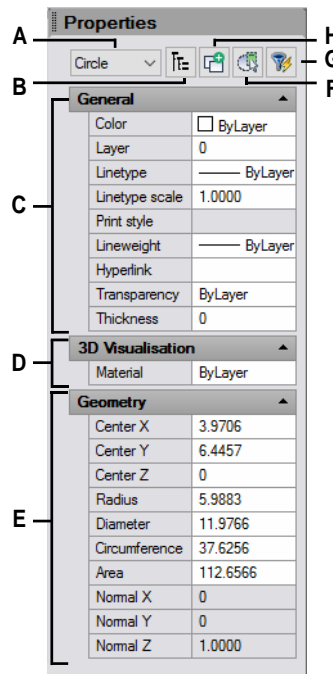 Properties
A
H
Circle
G
B
F
General
Color ByLayer
Layer 0
Linetype ByLayer
Linetype scale 1.0000
C
Print style
Lineweight ByLayer
Hyperlink
Transparency ByLayer
Thickness 0
3D Visualisation
D
Material ByLayer
Geometry
Center X 3.9706
Center Y 6.4457
Center Z 0
Radius 5.9883
Diameter 11.9766
E
Circumference 37.6256
Area 112.6566
Normal X 0
Normal Y 0
Normal Z 1.0000